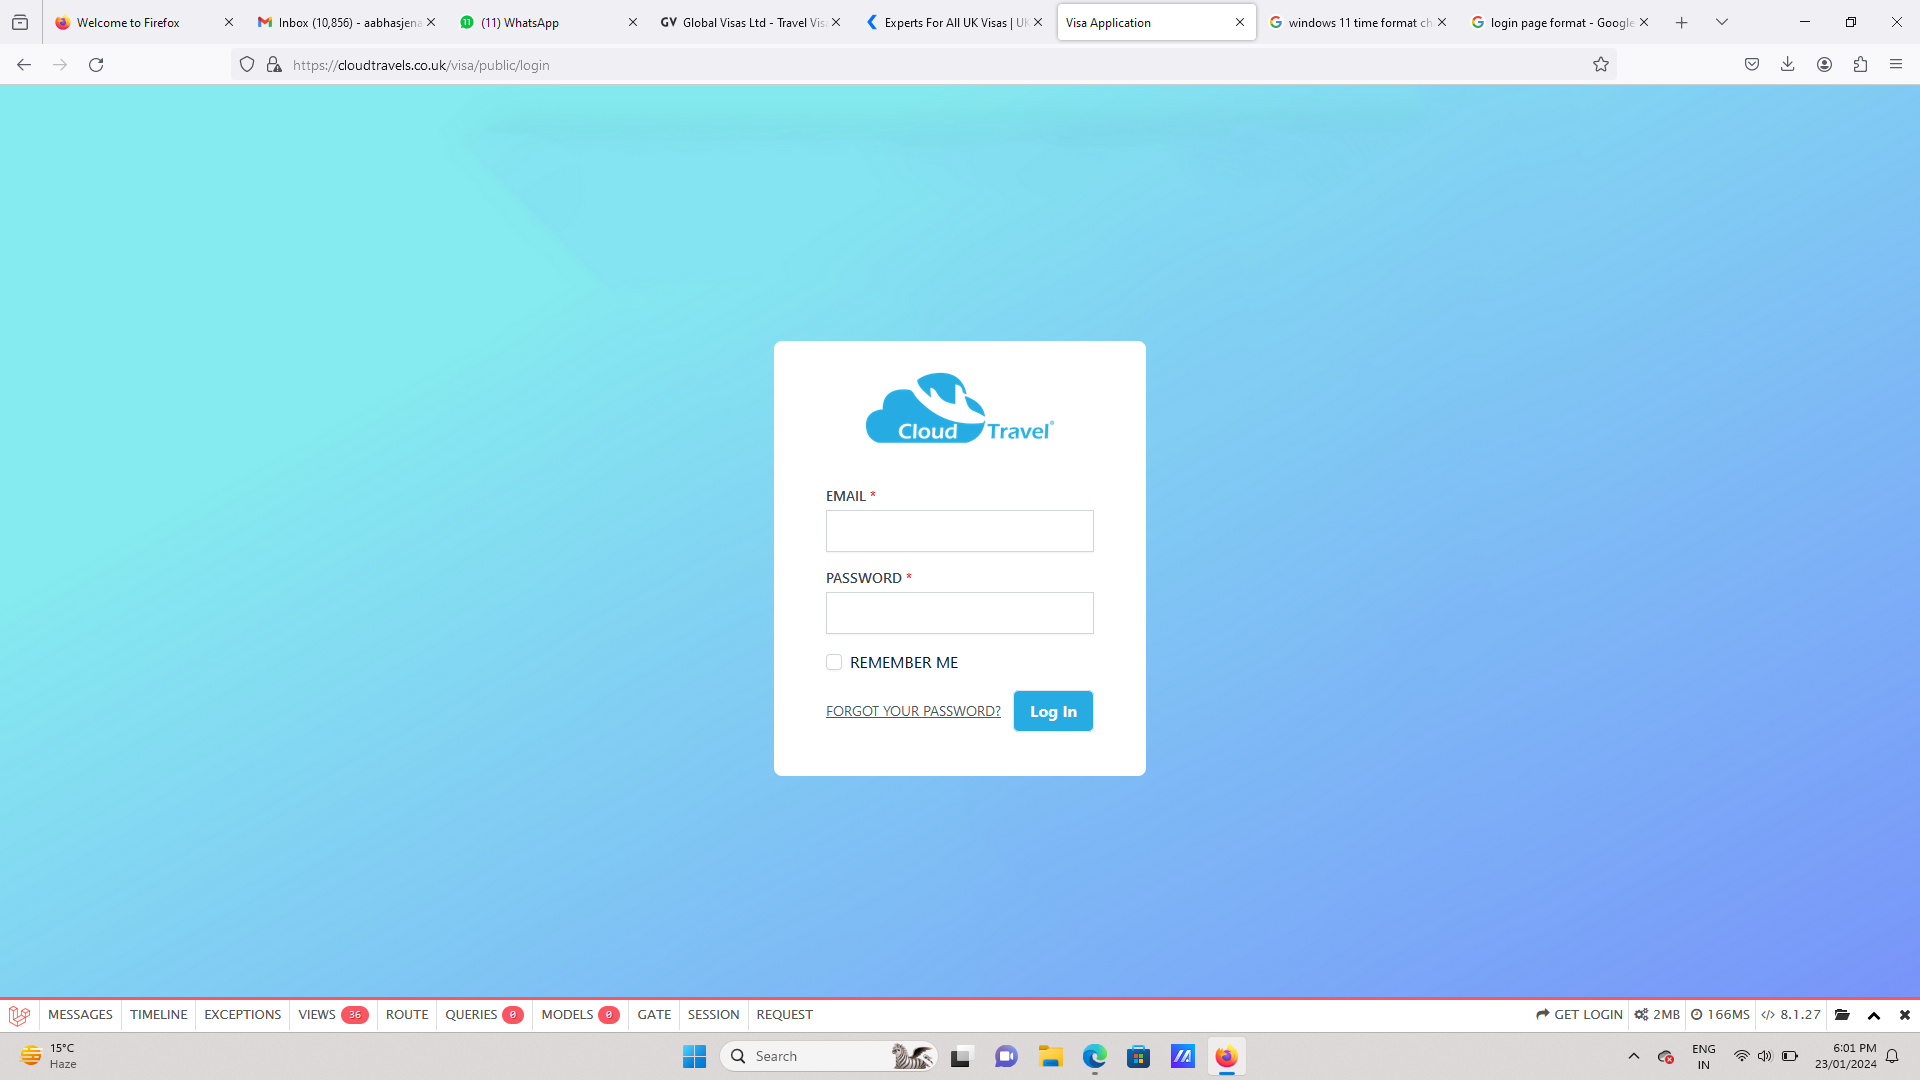 Welcome to Firefox
Inbox (10,856) - aabhasjena
(11) WhatsApp
GV Global Visas Ltd - Travel Vis
Experts For All UK Visas | UK
Visa Application
windows 11 time format ch
login page format - Google
https://cloudtravels.co.uk/visa/public/login
Cloud Travel
EMAIL *
PASSWORD *
REMEMBER ME
FORGOT YOUR PASSWORD? Log In
MESSAGES TIMELINE EXCEPTIONS VIEWS 36 ROUTE QUERIES 0 MODELS 0 GATE SESSION REQUEST GET LOGIN 2MB 166MS 8.1.27
15°C
Haze
Search
ENG
IN
6:01 PM
23/01/2024